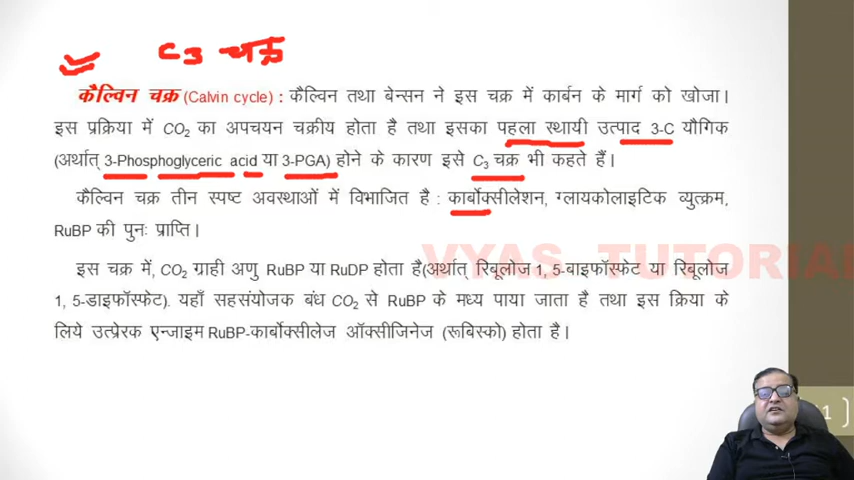 C3 चक्र
कैल्विन चक्र (Calvin cycle) : कैल्विन तथा बेन्सन ने इस चक्र में कार्बन के मार्ग को खोजा।
इस प्रक्रिया में CO2 का अपचयन चक्रीय होता है तथा इसका पहला स्थायी उत्पाद 3-C यौगिक
(अर्थात् 3-Phosphoglyceric acid या 3-PGA) होने के कारण इसे C3 चक्र भी कहते हैं।
कैल्विन चक्र तीन स्पष्ट अवस्थाओं में विभाजित है : कार्बोक्सीलेशन, ग्लायकोलाइटिक व्युत्क्रम,
RuBP की पुनः प्राप्ति।
VYAS TUTORIAL
इस चक्र में, CO2 ग्राही अणु RuBP या RuDP होता है(अर्थात् रिबूलोज 1, 5-बाइफॉस्फेट या रिबूलोज
1, 5-डाइफॉस्फेट). यहाँ सहसंयोजक बंध CO2 से RuBP के मध्य पाया जाता है तथा इस क्रिया के
लिये उत्प्रेरक एन्जाइम RuBP-कार्बोक्सीलेज ऑक्सीजिनेज (रूबिस्को) होता है।